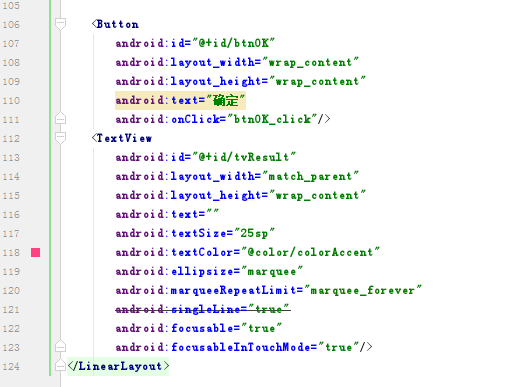 105
106 <Button
107 android:id="@+id/btnOK"
108 android:layout_width="wrap_content"
109 android:layout_height="wrap_content"
110 android:text="确定"
111 android:onClick="btnOK_click"/>
112 <TextView
113 android:id="@+id/tvResult"
114 android:layout_width="match_parent"
115 android:layout_height="wrap_content"
116 android:text=""
117 android:textSize="25sp"
118 android:textColor="@color/colorAccent"
119 android:ellipsize="marquee"
120 android:marqueeRepeatLimit="marquee_forever"
121 android:singleLine="true"
122 android:focusable="true"
123 android:focusableInTouchMode="true"/>
124 </LinearLayout>